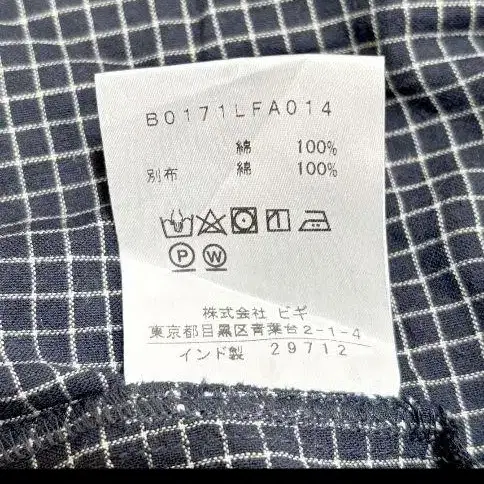 B0171LFA014
綿 100%
別布 綿 100%
P W
株式会社 ビギ
東京都目黒区青葉台2-1-4
インド製 29712